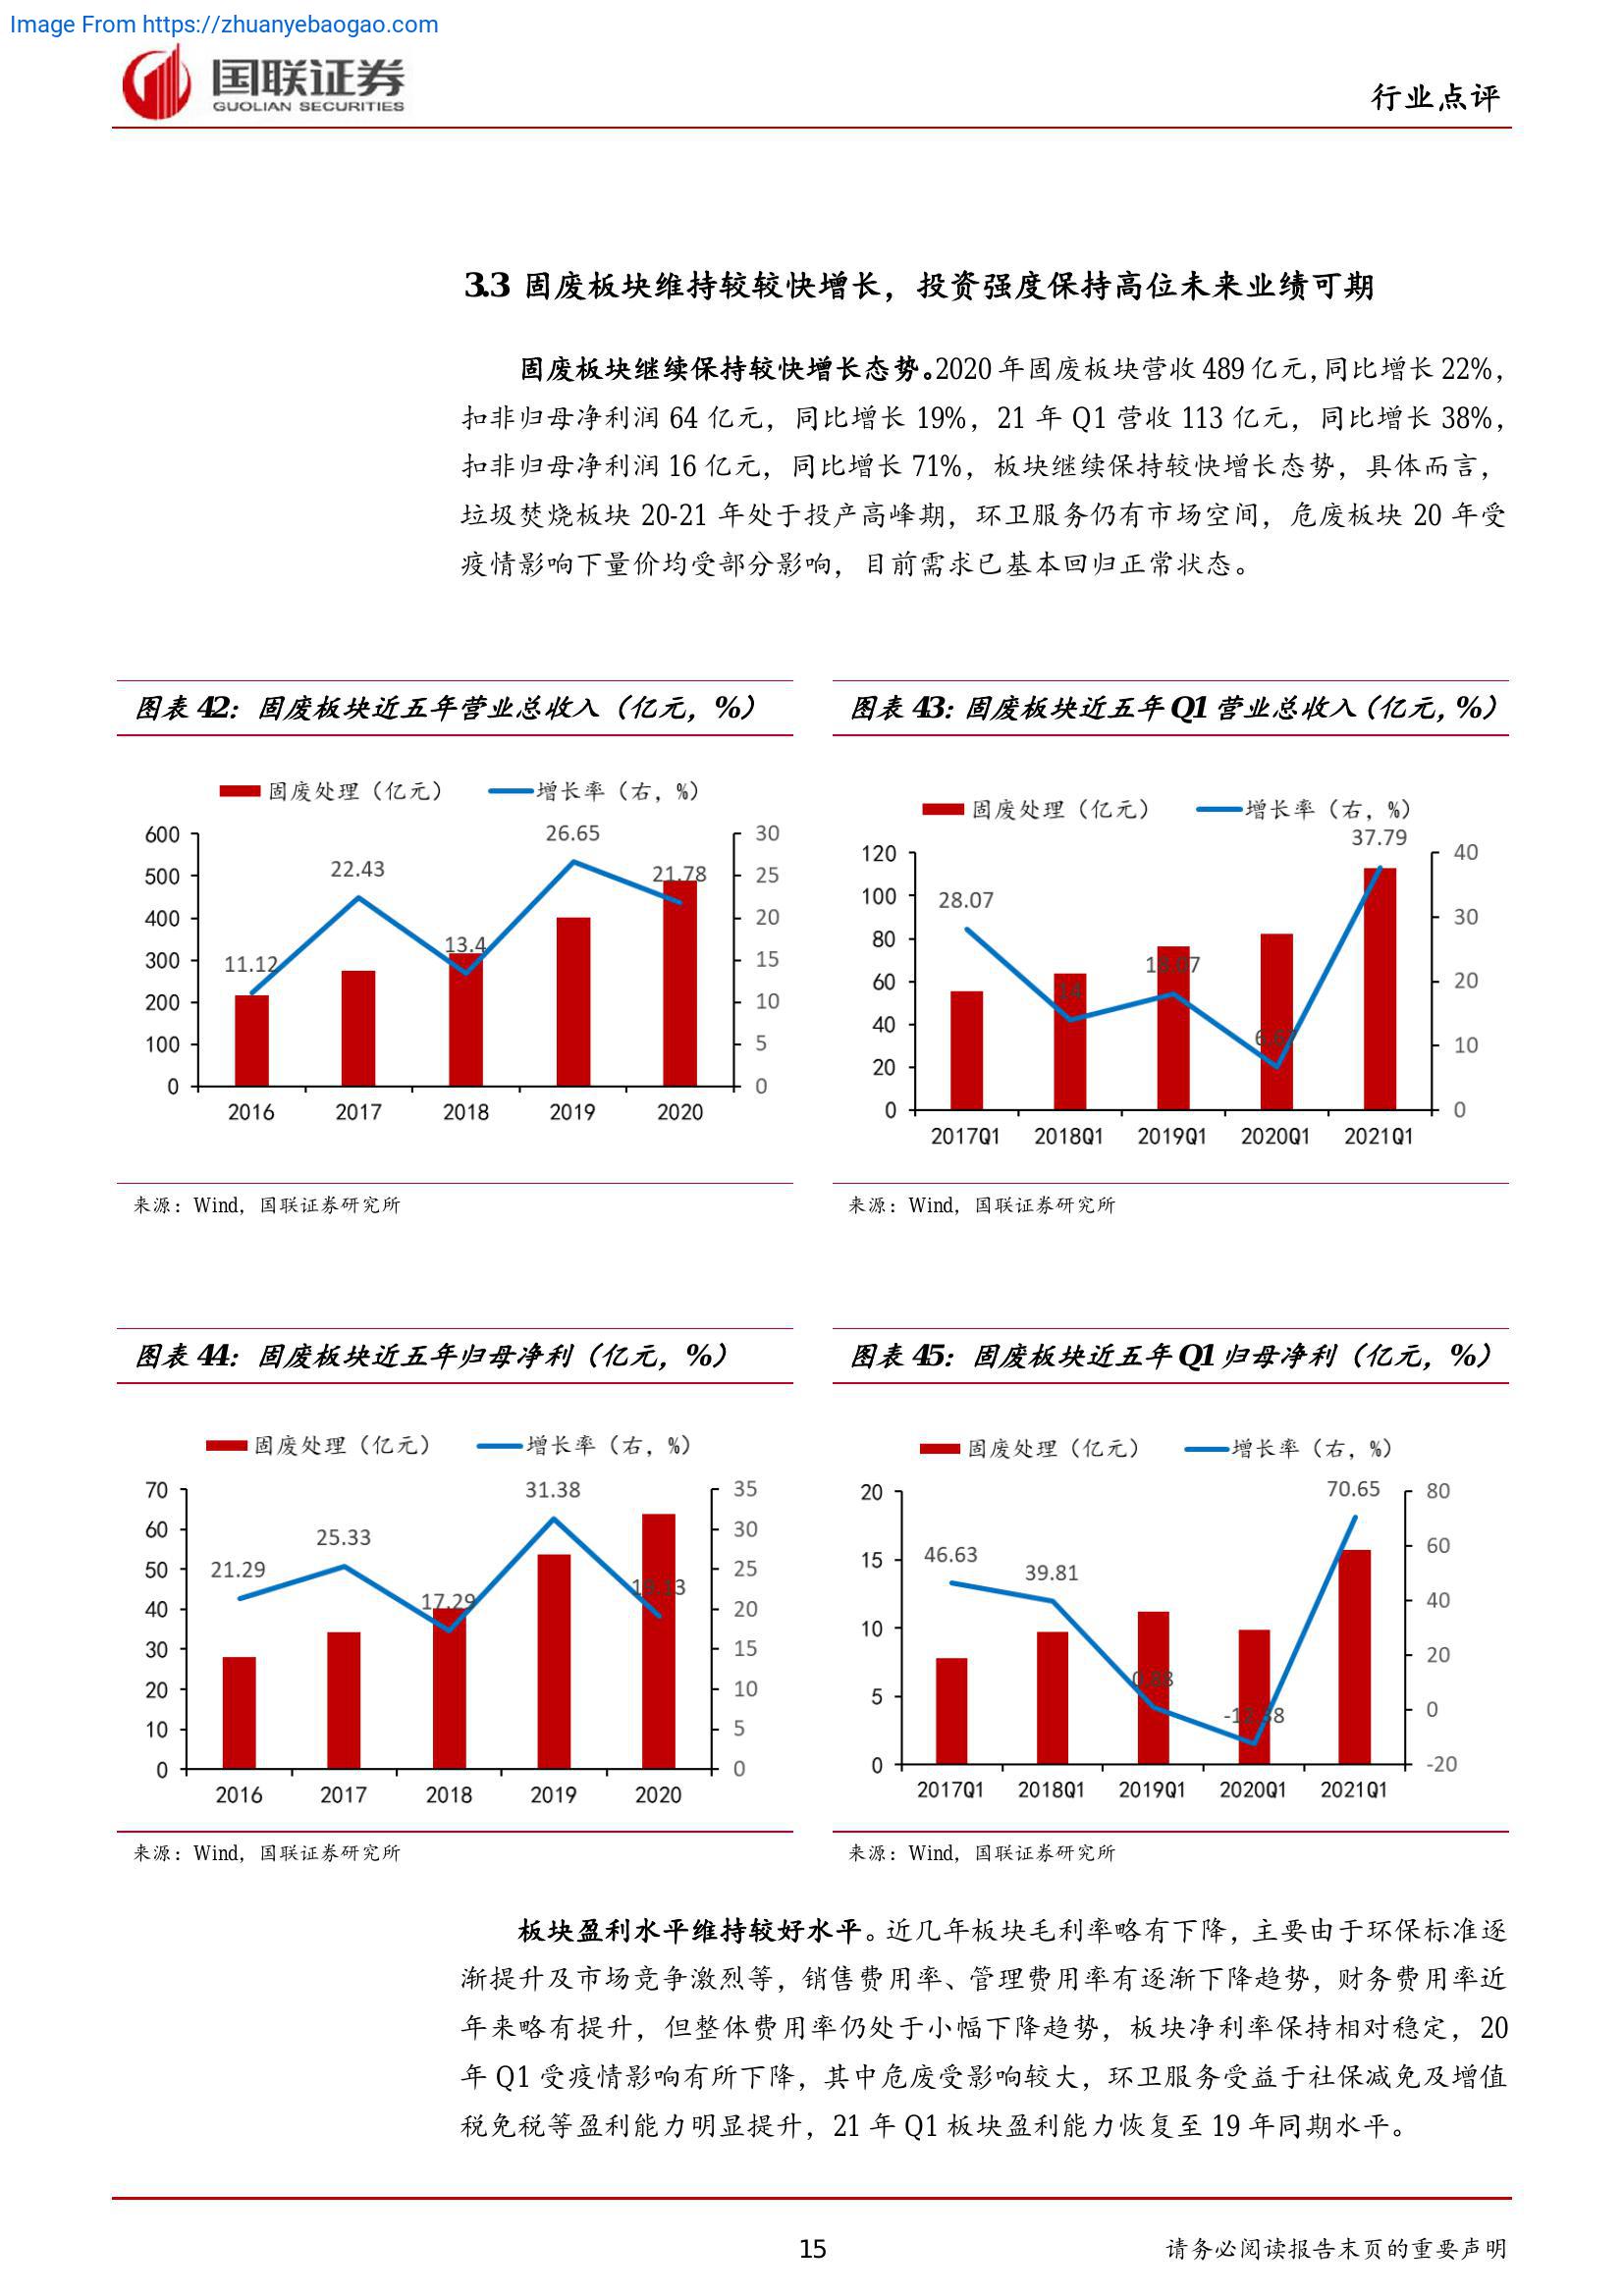 Image From https://zhuanyebaogao.com
国联证券
GUOLIAN SECURITIES
行业点评
3.3 固废板块维持较较快增长，投资强度保持高位未来业绩可期
固废板块继续保持较快增长态势。2020 年固废板块营收 489 亿元，同比增长 22%，
扣非归母净利润 64 亿元，同比增长 19%，21 年 Q1 营收 113 亿元，同比增长 38%，
扣非归母净利润 16 亿元，同比增长 71%，板块继续保持较快增长态势，具体而言，
垃圾焚烧板块 20-21 年处于投产高峰期，环卫服务仍有市场空间，危废板块 20 年受
疫情影响下量价均受部分影响，目前需求已基本回归正常状态。
图表 42：固废板块近五年营业总收入（亿元，%）
固废处理（亿元） 增长率（右，%）
600 500 400 300 200 100 0
11.12 22.43 13.4 26.65 21.78
30 25 20 15 10 5 0
2016 2017 2018 2019 2020
来源：Wind，国联证券研究所
图表 43：固废板块近五年 Q1 营业总收入（亿元，%）
固废处理（亿元） 增长率（右，%）
120 100 80 60 40 20 0
28.07 14 18.07 37.79
40 30 20 10 0
2017Q1 2018Q1 2019Q1 2020Q1 2021Q1
来源：Wind，国联证券研究所
图表 44：固废板块近五年归母净利（亿元，%）
固废处理（亿元） 增长率（右，%）
70 60 50 40 30 20 10 0
21.29 25.33 17.29 31.38 19.13
35 30 25 20 15 10 5 0
2016 2017 2018 2019 2020
来源：Wind，国联证券研究所
图表 45：固废板块近五年 Q1 归母净利（亿元，%）
固废处理（亿元） 增长率（右，%）
20 15 10 5 0
46.63 39.81 0.88 70.65
80 60 40 20 0 -20
2017Q1 2018Q1 2019Q1 2020Q1 2021Q1
来源：Wind，国联证券研究所
板块盈利水平维持较好水平。近几年板块毛利率略有下降，主要由于环保标准逐
渐提升及市场竞争激烈等，销售费用率、管理费用率有逐渐下降趋势，财务费用率近
年来略有提升，但整体费用率仍处于小幅下降趋势，板块净利率保持相对稳定，20
年 Q1 受疫情影响有所下降，其中危废受影响较大，环卫服务受益于社保减免及增值
税免税等盈利能力明显提升，21 年 Q1 板块盈利能力恢复至 19 年同期水平。
15
请务必阅读报告末页的重要声明